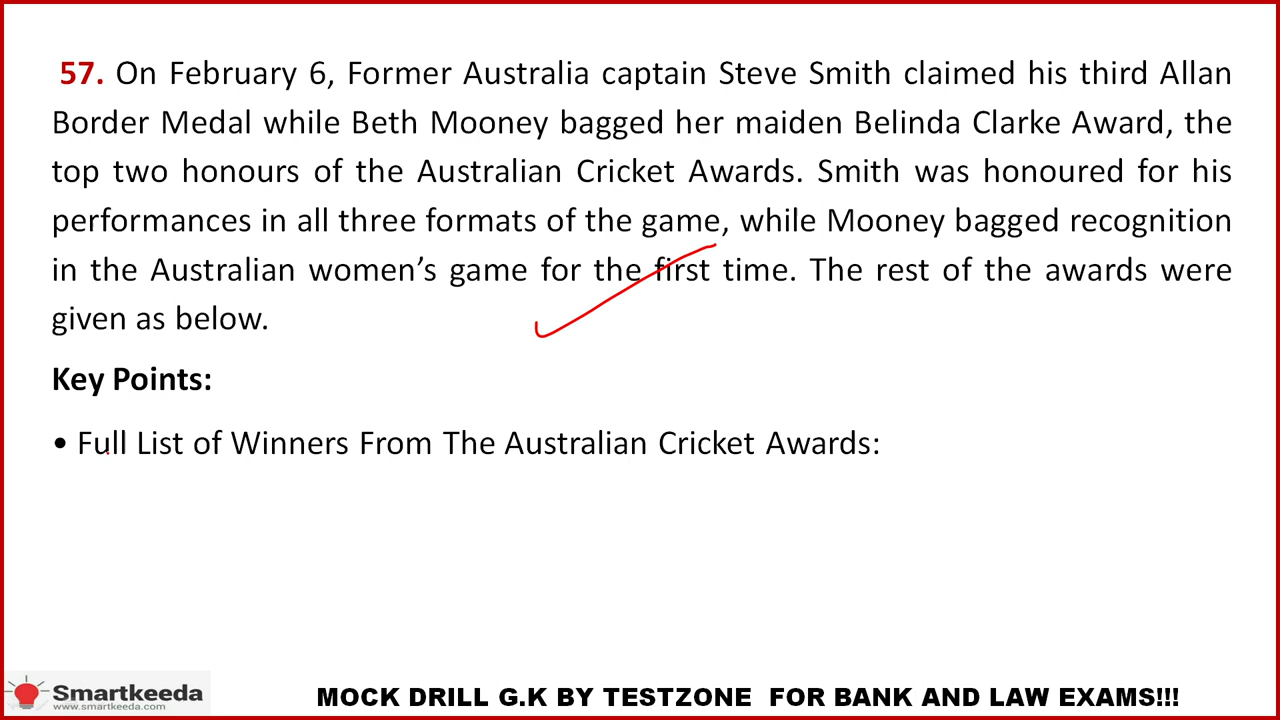 57. On February 6, Former Australia captain Steve Smith claimed his third Allan
Border Medal while Beth Mooney bagged her maiden Belinda Clarke Award, the
top two honours of the Australian Cricket Awards. Smith was honoured for his
performances in all three formats of the game, while Mooney bagged recognition
in the Australian women’s game for the first time. The rest of the awards were
given as below.
Key Points:
• Full List of Winners From The Australian Cricket Awards:
Smartkeeda
www.smartkeeda.com
MOCK DRILL G.K BY TESTZONE FOR BANK AND LAW EXAMS!!!